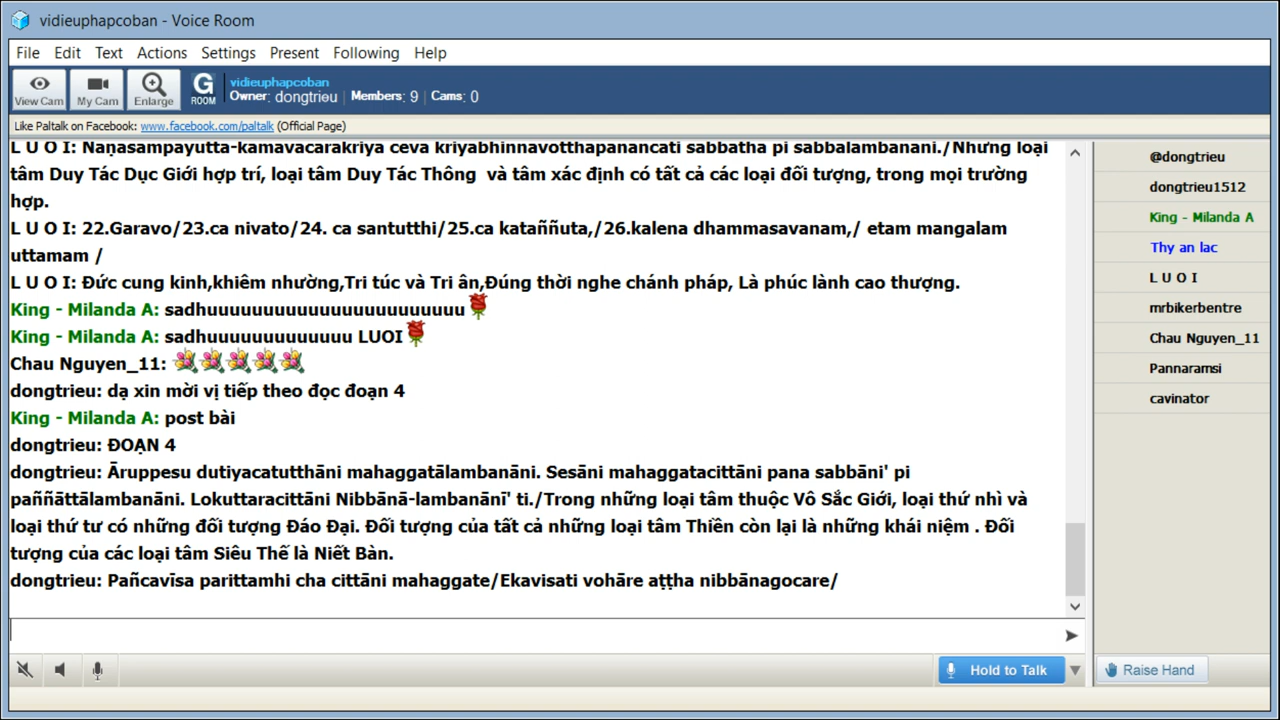 vidieuphapcoban - Voice Room
File Edit Text Actions Settings Present Following Help
View Cam
My Cam
Enlarge
G
ROOM
vidieuphapcoban
Owner: dongtrieu | Members: 9 | Cams: 0
Like Paltalk on Facebook: www.facebook.com/paltalk (Official Page)
L U O I: Ñaṇasampayutta-kamavacarakriya ceva kriyabhinnavotthapanancati sabbatha pi sabbalambanani./Nhưng loại
tâm Duy Tác Dục Giới hợp trí, loại tâm Duy Tác Thông và tâm xác định có tất cả các loại đối tượng, trong mọi trường
hợp.
L U O I: 22.Garavo/23.ca nivato/24. ca santutthi/25.ca kataññuta,/26.kalena dhammasavanam,/ etam mangalam
uttamam /
L U O I: Đức cung kinh,khiêm nhường,Tri túc và Tri ân,Đúng thời nghe chánh pháp, Là phúc lành cao thượng.
King - Milanda A: sadhuuuuuuuuuuuuuuuuuuuuuuu
King - Milanda A: sadhuuuuuuuuuuuuu LUOI
Chau Nguyen_11:
dongtrieu: dạ xin mời vị tiếp theo đọc đoạn 4
King - Milanda A: post bài
dongtrieu: ĐOẠN 4
dongtrieu: Āruppesu dutiyacatutthāni mahaggatālambanāni. Sesāni mahaggatacittāni pana sabbāni' pi
paññāttālambanāni. Lokuttaracittāni Nibbānā-lambanānī' ti./Trong những loại tâm thuộc Vô Sắc Giới, loại thứ nhì và
loại thứ tư có những đối tượng Đáo Đại. Đối tượng của tất cả những loại tâm Thiền còn lại là những khái niệm . Đối
tượng của các loại tâm Siêu Thế là Niết Bàn.
dongtrieu: Pañcavīsa parittamhi cha cittāni mahaggate/Ekavisati vohāre aṭṭha nibbānagocare/
@dongtrieu
dongtrieu1512
King - Milanda A
Thy an lac
L U O I
mrbikerbentre
Chau Nguyen_11
Pannaramsi
cavinator
Hold to Talk
Raise Hand